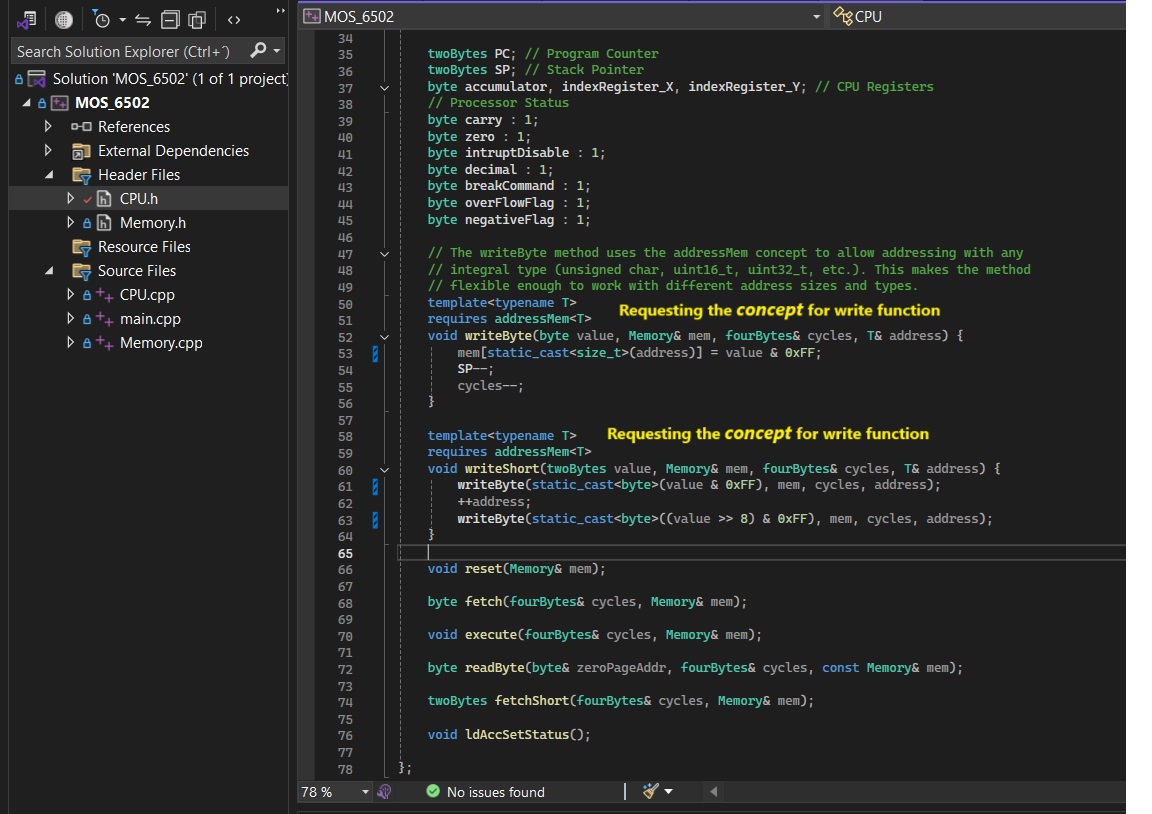 MOS_6502
CPU
Search Solution Explorer (Ctrl+´)
Solution 'MOS_6502' (1 of 1 project)
MOS_6502
References
External Dependencies
Header Files
CPU.h
Memory.h
Resource Files
Source Files
CPU.cpp
main.cpp
Memory.cpp
34
35 twoBytes PC; // Program Counter
36 twoBytes SP; // Stack Pointer
37 byte accumulator, indexRegister_X, indexRegister_Y; // CPU Registers
38 // Processor Status
39 byte carry : 1;
40 byte zero : 1;
41 byte intruptDisable : 1;
42 byte decimal : 1;
43 byte breakCommand : 1;
44 byte overFlowFlag : 1;
45 byte negativeFlag : 1;
46
47 // The writeByte method uses the addressMem concept to allow addressing with any
48 // integral type (unsigned char, uint16_t, uint32_t, etc.). This makes the method
49 // flexible enough to work with different address sizes and types.
50 template<typename T>
Requesting the concept for write function
51 requires addressMem<T>
52 void writeByte(byte value, Memory& mem, fourBytes& cycles, T& address) {
53 mem[static_cast<size_t>(address)] = value & 0xFF;
54 SP--;
55 cycles--;
56 }
57
58 template<typename T>
Requesting the concept for write function
59 requires addressMem<T>
60 void writeShort(twoBytes value, Memory& mem, fourBytes& cycles, T& address) {
61 writeByte(static_cast<byte>(value & 0xFF), mem, cycles, address);
62 ++address;
63 writeByte(static_cast<byte>((value >> 8) & 0xFF), mem, cycles, address);
64 }
65
66 void reset(Memory& mem);
67
68 byte fetch(fourBytes& cycles, Memory& mem);
69
70 void execute(fourBytes& cycles, Memory& mem);
71
72 byte readByte(byte& zeroPageAddr, fourBytes& cycles, const Memory& mem);
73
74 twoBytes fetchShort(fourBytes& cycles, Memory& mem);
75
76 void ldAccSetStatus();
77
78 };
78 %
No issues found